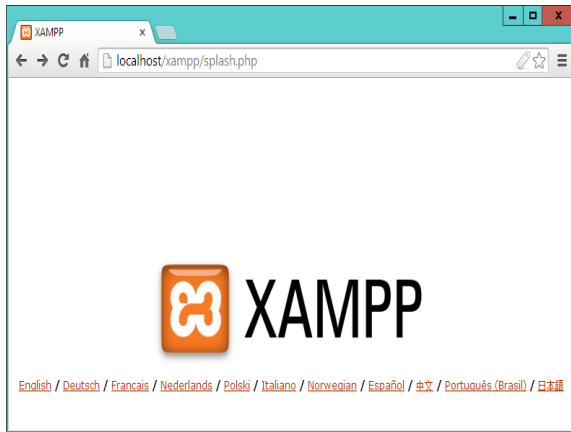 XAMPP
localhost/xampp/splash.php
XAMPP
English / Deutsch / Francais / Nederlands / Polski / Italiano / Norwegian / Español / 中文 / Português (Brasil) / 日本語